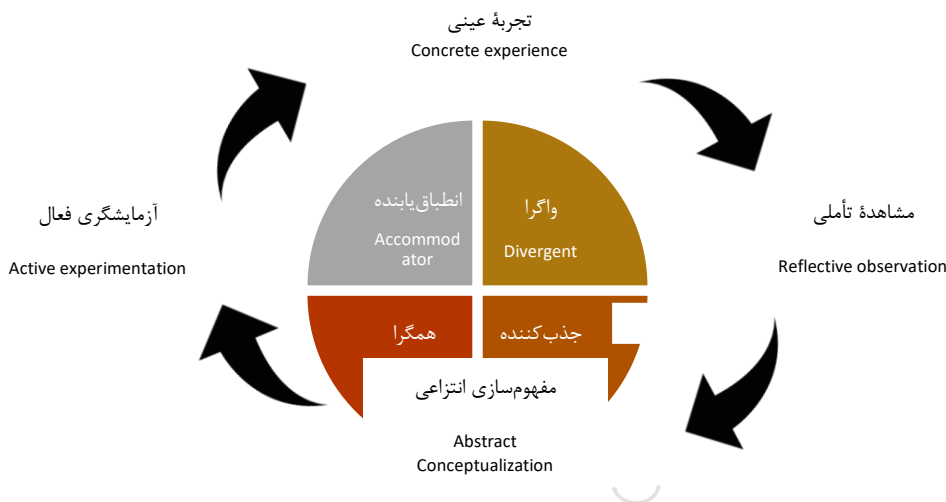 تجربهٔ عینی
Concrete experience
انطباق‌یابنده
Accommod
ator
واگرا
Divergent
آزمایشگری فعال
Active experimentation
مشاهدهٔ تأملی
Reflective observation
همگرا
جذب‌کننده
مفهوم‌سازی انتزاعی
Abstract
Conceptualization